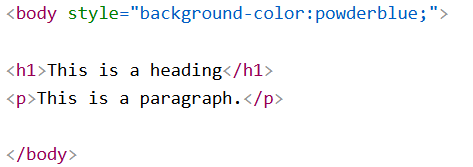 <body style="background-color:powderblue;">
<h1>This is a heading</h1>
<p>This is a paragraph.</p>
</body>